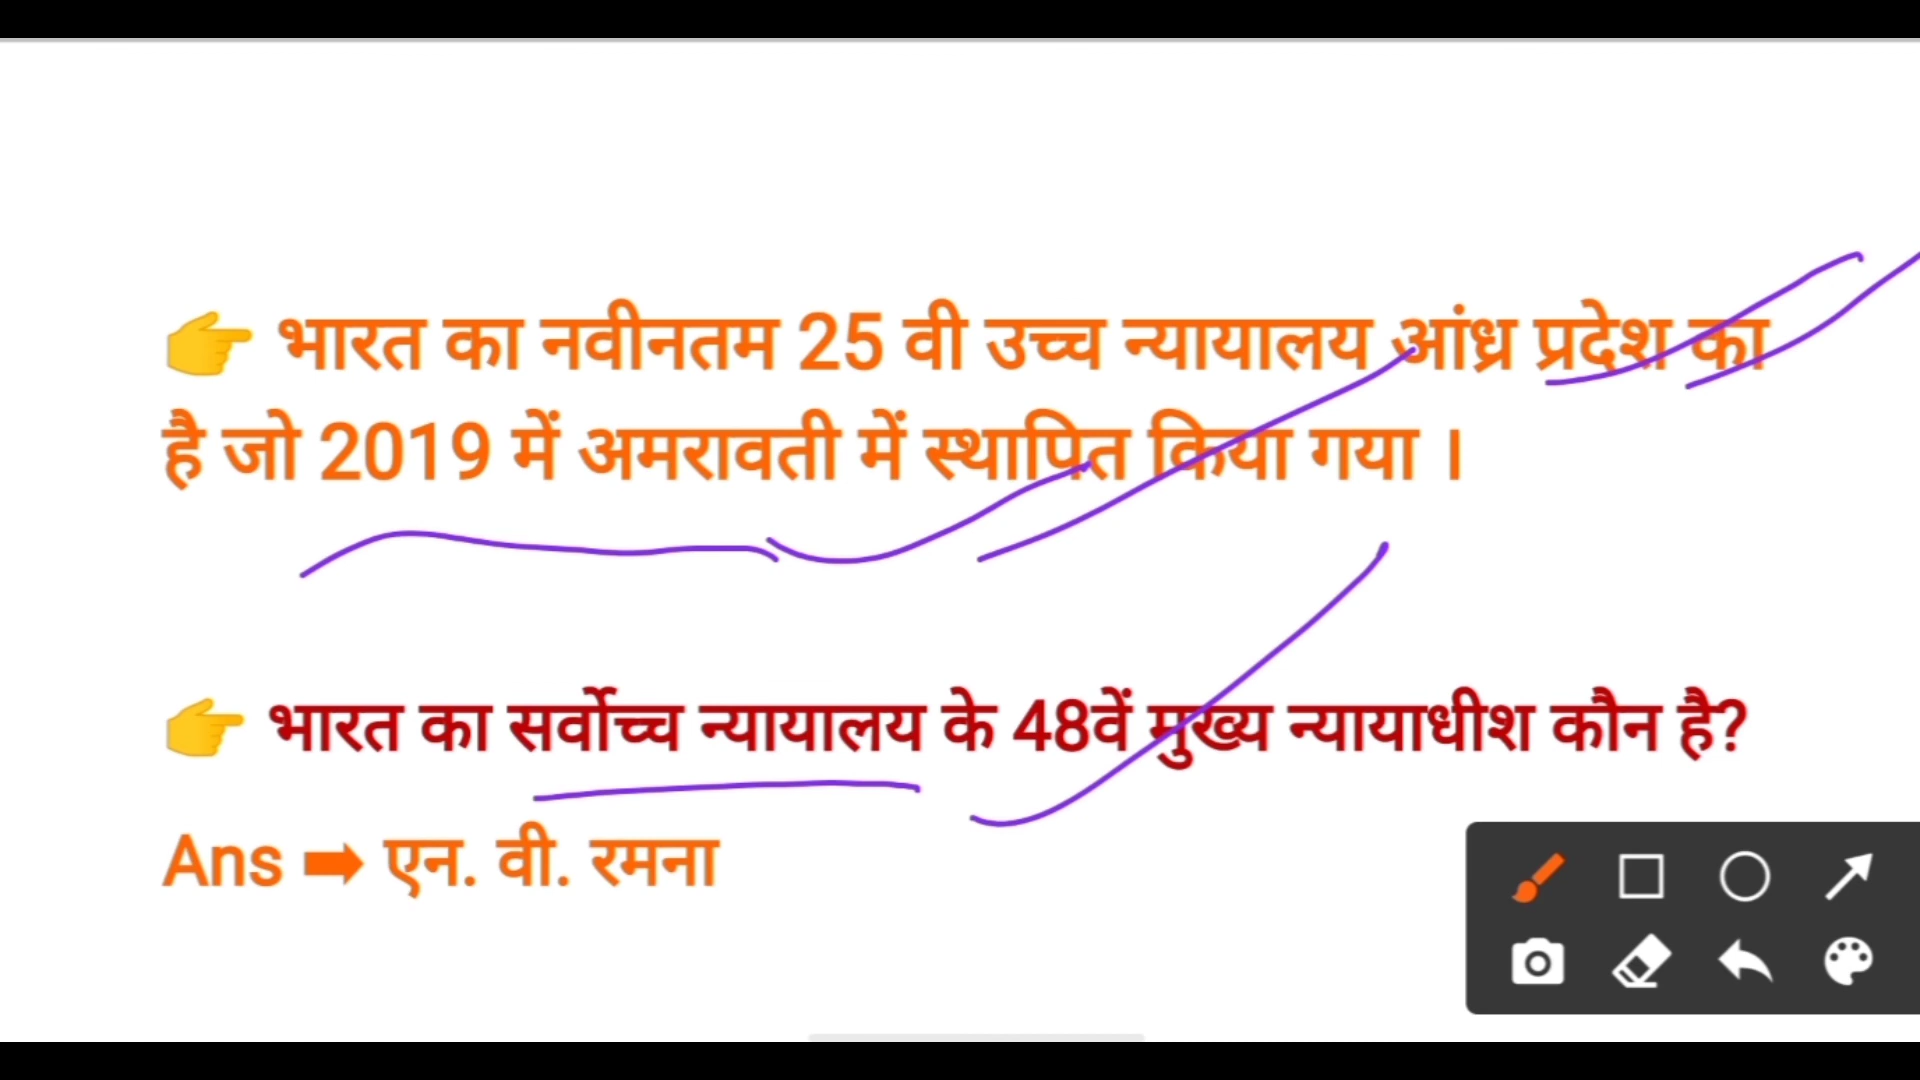 👉 भारत का नवीनतम 25 वी उच्च न्यायालय आंध्र प्रदेश का
है जो 2019 में अमरावती में स्थापित किया गया ।
👉 भारत का सर्वोच्च न्यायालय के 48वें मुख्य न्यायाधीश कौन है?
Ans ➡ एन. वी. रमना